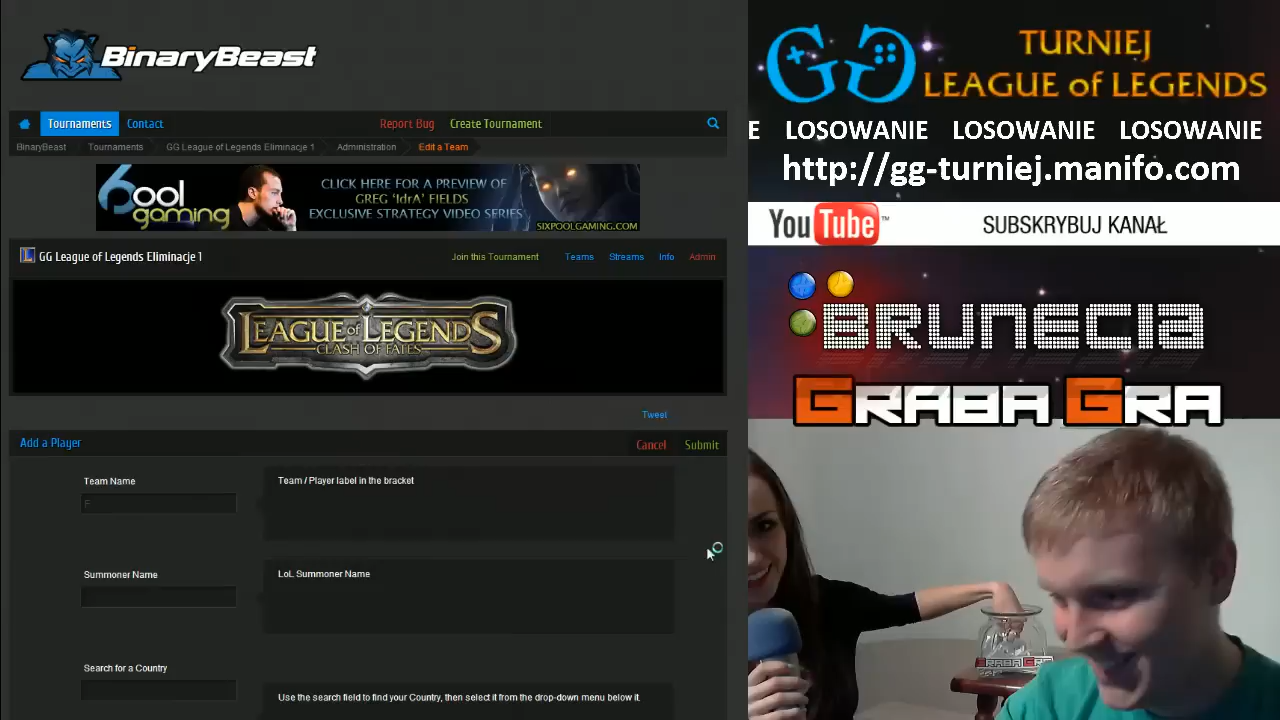 BinaryBeast
Tournaments Contact Report Bug Create Tournament
BinaryBeast Tournaments GG League of Legends Eliminacje 1 Administration Edit a Team
6pool gaming
CLICK HERE FOR A PREVIEW OF
GREG 'IdrA' FIELDS
EXCLUSIVE STRATEGY VIDEO SERIES
SIXPOOLGAMING.COM
GG League of Legends Eliminacje 1 Join this Tournament Teams Streams Info Admin
LEAGUE of LEGENDS
CLASH OF FATES
Tweet
Add a Player Cancel Submit
Team Name Team / Player label in the bracket
F
Summoner Name LoL Summoner Name
Search for a Country
Use the search field to find your Country, then select it from the drop-down menu below it.
GG TURNIEJ
LEAGUE of LEGENDS
E LOSOWANIE LOSOWANIE LOSOWANIE
http://gg-turniej.manifo.com
YouTube™ SUBSKRYBUJ KANAŁ
BRUNECIA
GRABA GRA
GRABA GRA